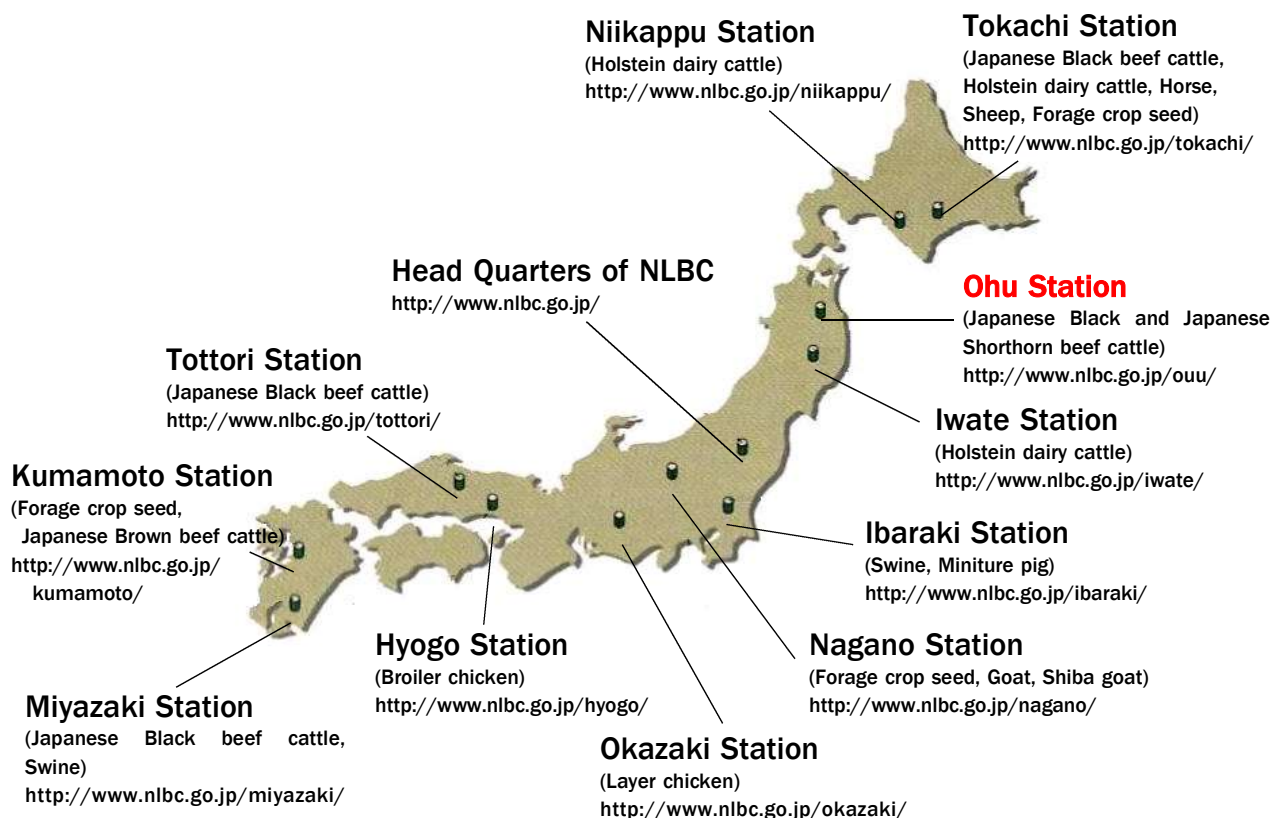 Niikappu Station
(Holstein dairy cattle)
http://www.nlbc.go.jp/niikappu/
Tokachi Station
(Japanese Black beef cattle,
Holstein dairy cattle, Horse,
Sheep, Forage crop seed)
http://www.nlbc.go.jp/tokachi/
Head Quarters of NLBC
http://www.nlbc.go.jp/
Ohu Station
(Japanese Black and Japanese
Shorthorn beef cattle)
http://www.nlbc.go.jp/ouu/
Tottori Station
(Japanese Black beef cattle)
http://www.nlbc.go.jp/tottori/
Iwate Station
(Holstein dairy cattle)
http://www.nlbc.go.jp/iwate/
Kumamoto Station
(Forage crop seed,
Japanese Brown beef cattle)
http://www.nlbc.go.jp/
kumamoto/
Ibaraki Station
(Swine, Miniture pig)
http://www.nlbc.go.jp/ibaraki/
Hyogo Station
(Broiler chicken)
http://www.nlbc.go.jp/hyogo/
Nagano Station
(Forage crop seed, Goat, Shiba goat)
http://www.nlbc.go.jp/nagano/
Miyazaki Station
(Japanese Black beef cattle,
Swine)
http://www.nlbc.go.jp/miyazaki/
Okazaki Station
(Layer chicken)
http://www.nlbc.go.jp/okazaki/